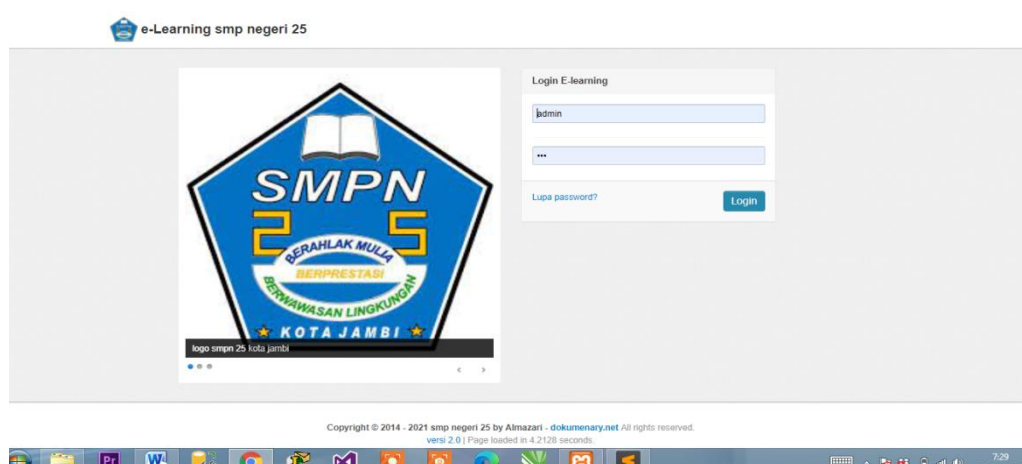 e-Learning smp negeri 25
SMPN
25
BERAHLAK MULIA
BERPRESTASI
BERWAWASAN LINGKUNGAN
KOTA JAMBI
logo smpn 25 kota jambi
Login E-learning
admin
•••
Lupa password?
Login
Copyright © 2014 - 2021 smp negeri 25 by Almazari - dokumenary.net All rights reserved.
versi 2.0 | Page loaded in 4.2128 seconds.
Pr
W
7:29